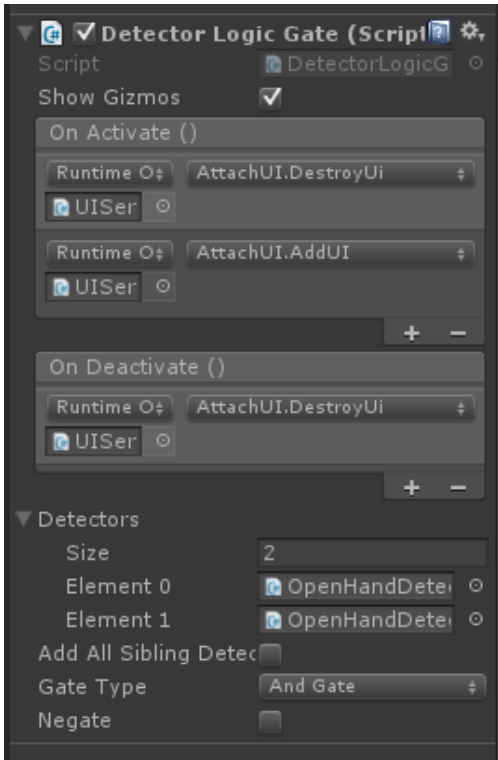 Detector Logic Gate (Script
Script DetectorLogicG
Show Gizmos
On Activate ()
Runtime O AttachUI.DestroyUi
UISer
Runtime O AttachUI.AddUI
UISer
+ −
On Deactivate ()
Runtime O AttachUI.DestroyUi
UISer
+ −
Detectors
Size 2
Element 0 OpenHandDete
Element 1 OpenHandDete
Add All Sibling Detec
Gate Type And Gate
Negate